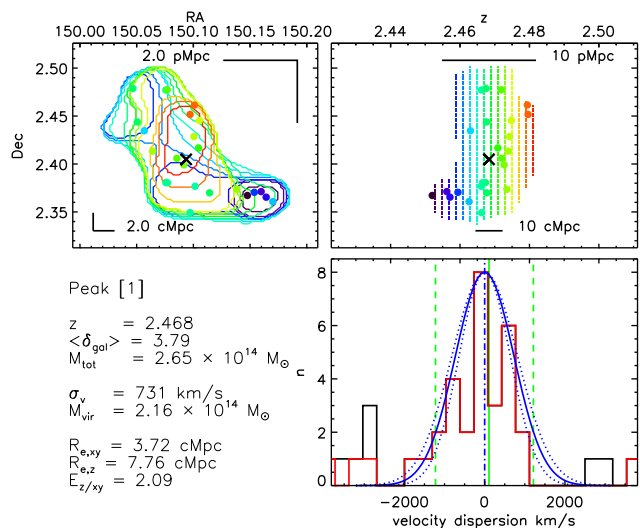 RA
150.00 150.05 150.10 150.15 150.20
z
2.44 2.46 2.48 2.50
2.0 pMpc
10 pMpc
Dec
2.50
2.45
2.40
2.35
2.0 cMpc
10 cMpc
Peak [1]
z = 2.468
<δgal> = 3.79
Mtot = 2.65 × 10¹⁴ M⊙
σv = 731 km/s
Mvir = 2.16 × 10¹⁴ M⊙
Re,xy = 3.72 cMpc
Re,z = 7.76 cMpc
Ez/xy = 2.09
n
8
6
4
2
0
-2000 0 2000
velocity dispersion km/s